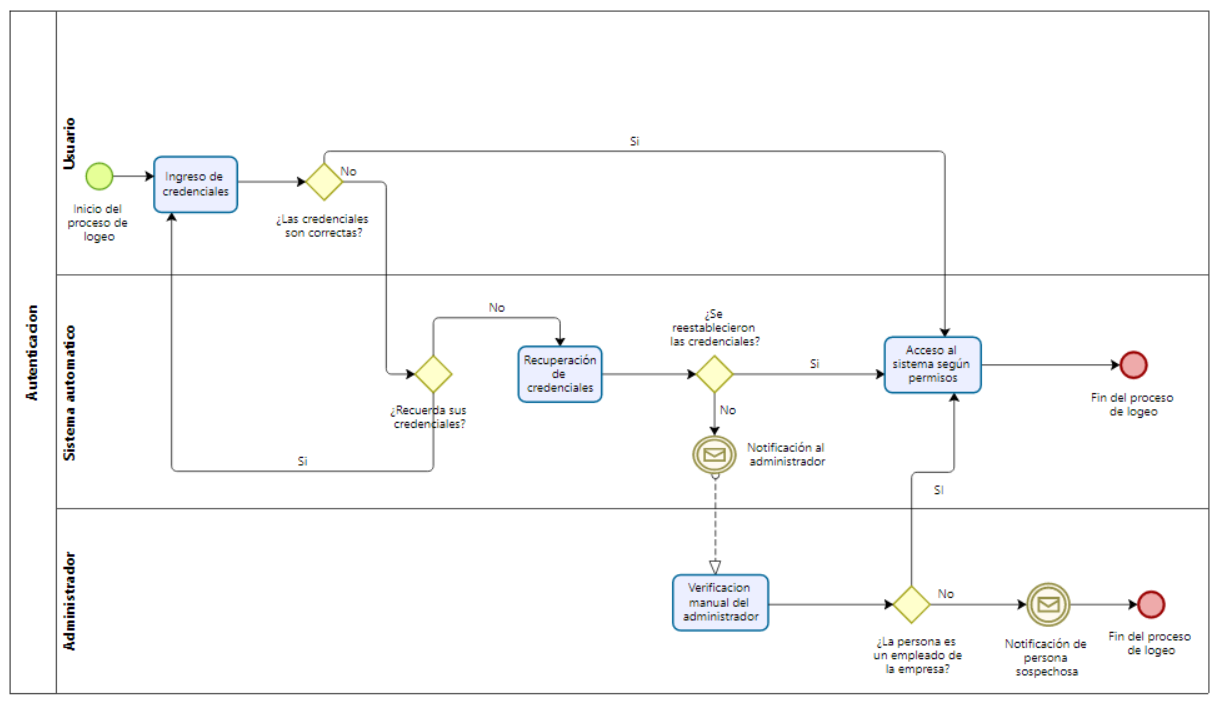 Autenticacion
Usuario
Inicio del
proceso de
logeo
Ingreso de
credenciales
No
¿Las credenciales
son correctas?
Si
Sistema automatico
Si
¿Recuerda sus
credenciales?
No
Recuperación
de
credenciales
¿Se
reestablecieron
las credenciales?
Si
No
Notificación al
administrador
Acceso al
sistema según
permisos
Fin del proceso
de logeo
Administrador
Verificacion
manual del
administrador
SI
¿La persona es
un empleado de
la empresa?
No
Notificación de
persona
sospechosa
Fin del proceso
de logeo